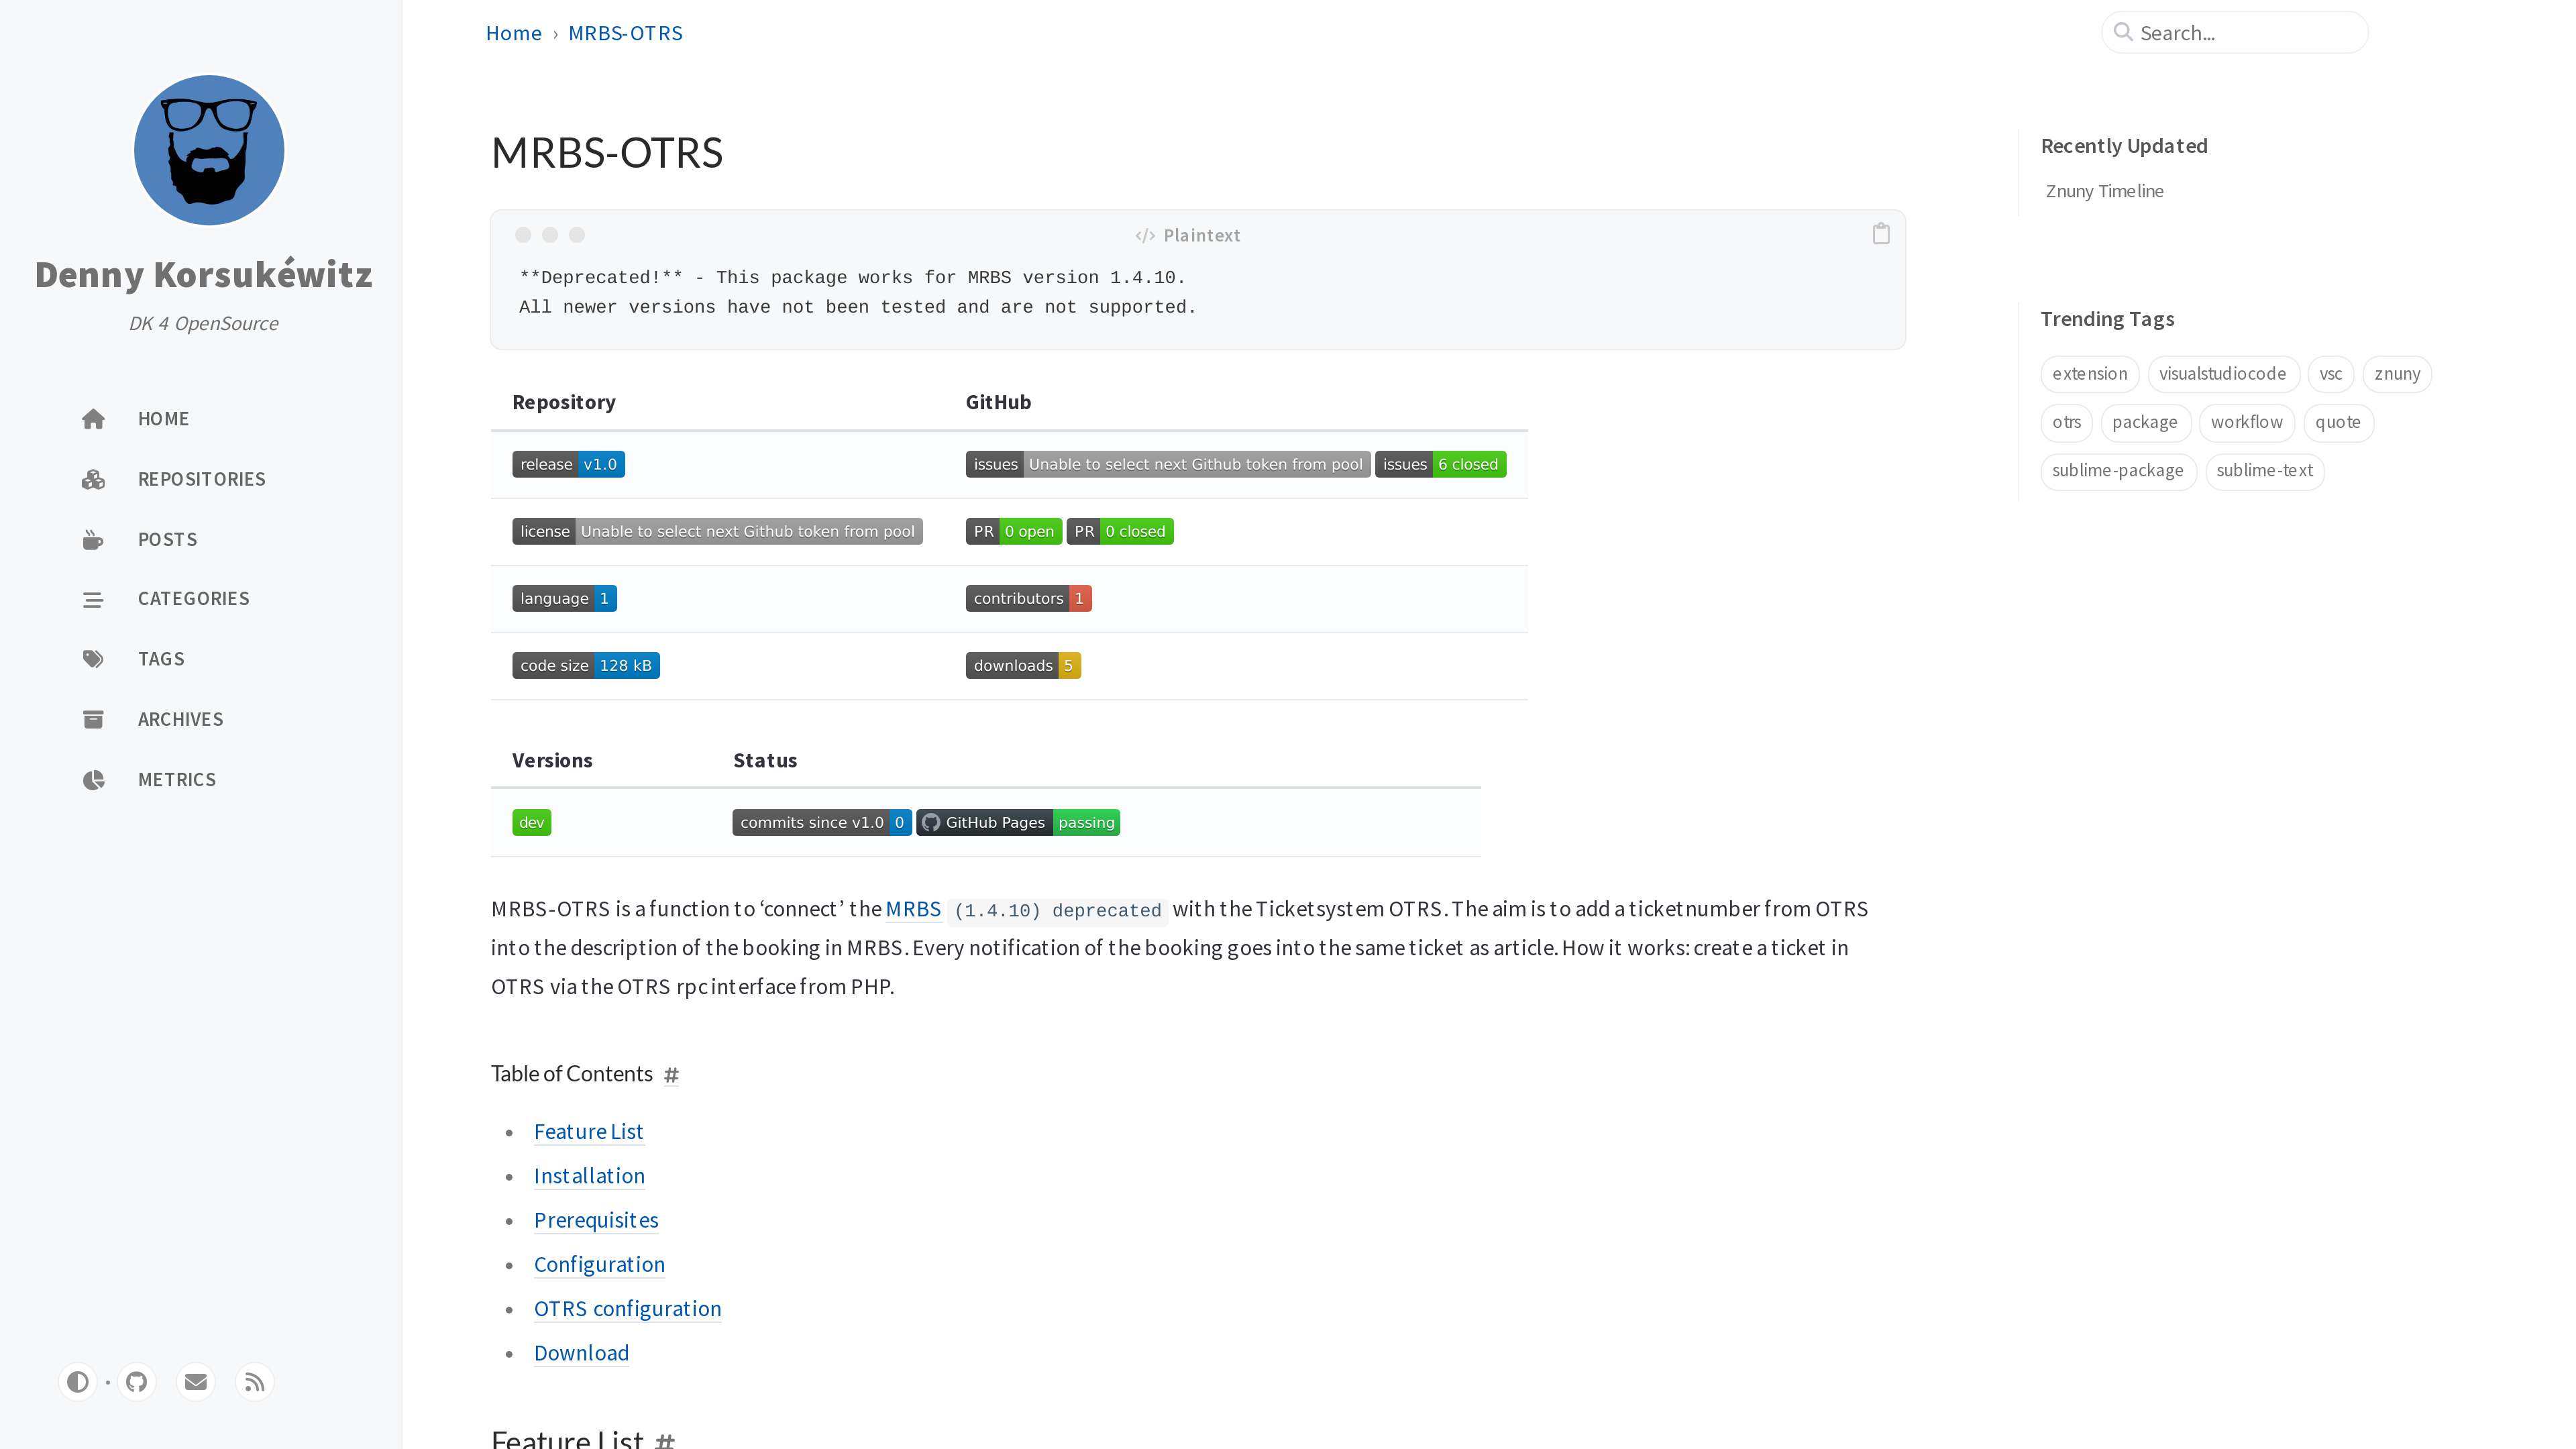 Denny Korsukéwitz
DK 4 OpenSource
HOME
REPOSITORIES
POSTS
CATEGORIES
TAGS
ARCHIVES
METRICS
Home › MRBS-OTRS
Search...
MRBS-OTRS
</> Plaintext
**Deprecated!** - This package works for MRBS version 1.4.10.
All newer versions have not been tested and are not supported.
Repository GitHub
release v1.0 issues Unable to select next Github token from pool issues 6 closed
license Unable to select next Github token from pool PR 0 open PR 0 closed
language 1 contributors 1
code size 128 kB downloads 5
Versions Status
dev commits since v1.0 0 GitHub Pages passing
MRBS-OTRS is a function to ‘connect’ the MRBS (1.4.10) deprecated with the Ticketsystem OTRS. The aim is to add a ticketnumber from OTRS
into the description of the booking in MRBS. Every notification of the booking goes into the same ticket as article. How it works: create a ticket in
OTRS via the OTRS rpc interface from PHP.
Table of Contents #
Feature List
Installation
Prerequisites
Configuration
OTRS configuration
Download
Feature List #
Recently Updated
Znuny Timeline
Trending Tags
extension visualstudiocode vsc znuny
otrs package workflow quote
sublime-package sublime-text